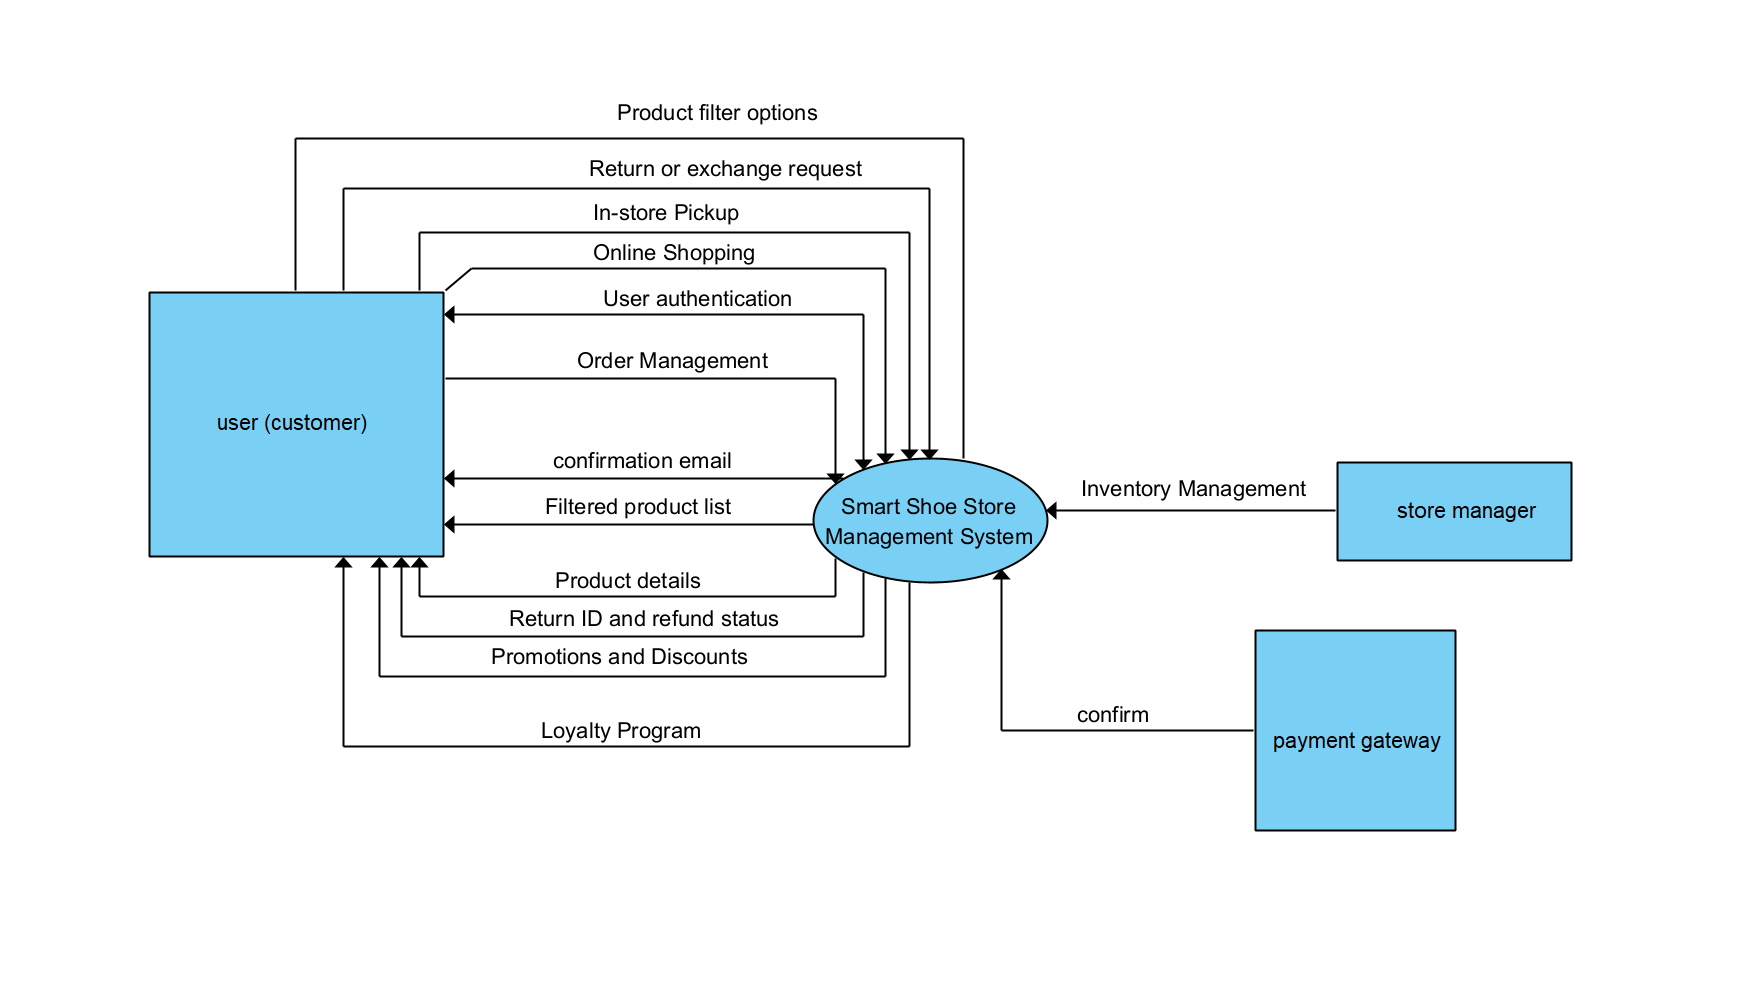 Product filter options
Return or exchange request
In-store Pickup
Online Shopping
User authentication
Order Management
user (customer)
confirmation email
Filtered product list
Smart Shoe Store
Management System
Inventory Management
store manager
Product details
Return ID and refund status
Promotions and Discounts
Loyalty Program
confirm
payment gateway